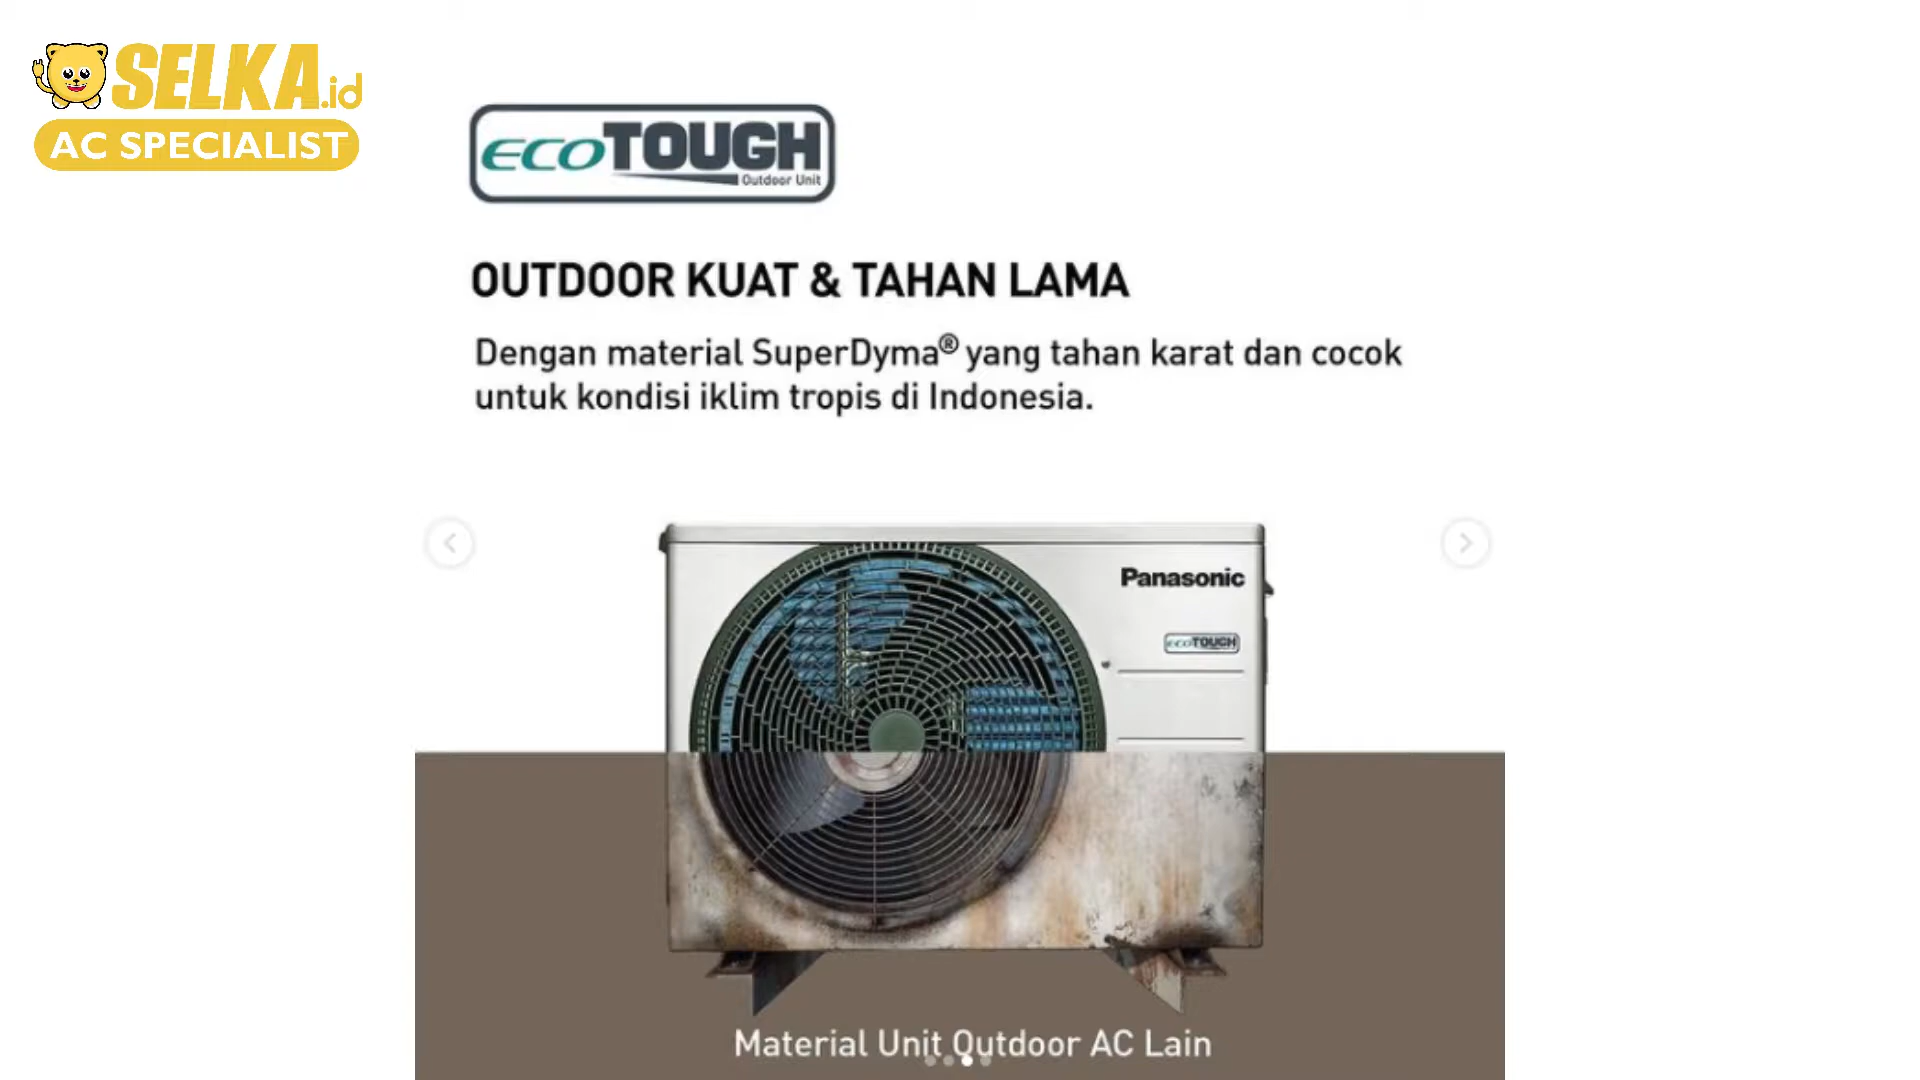 SELKA.id
AC SPECIALIST
ecoTOUGH
Outdoor Unit
OUTDOOR KUAT & TAHAN LAMA
Dengan material SuperDyma® yang tahan karat dan cocok
untuk kondisi iklim tropis di Indonesia.
Panasonic
ecoTOUGH
Material Unit Outdoor AC Lain